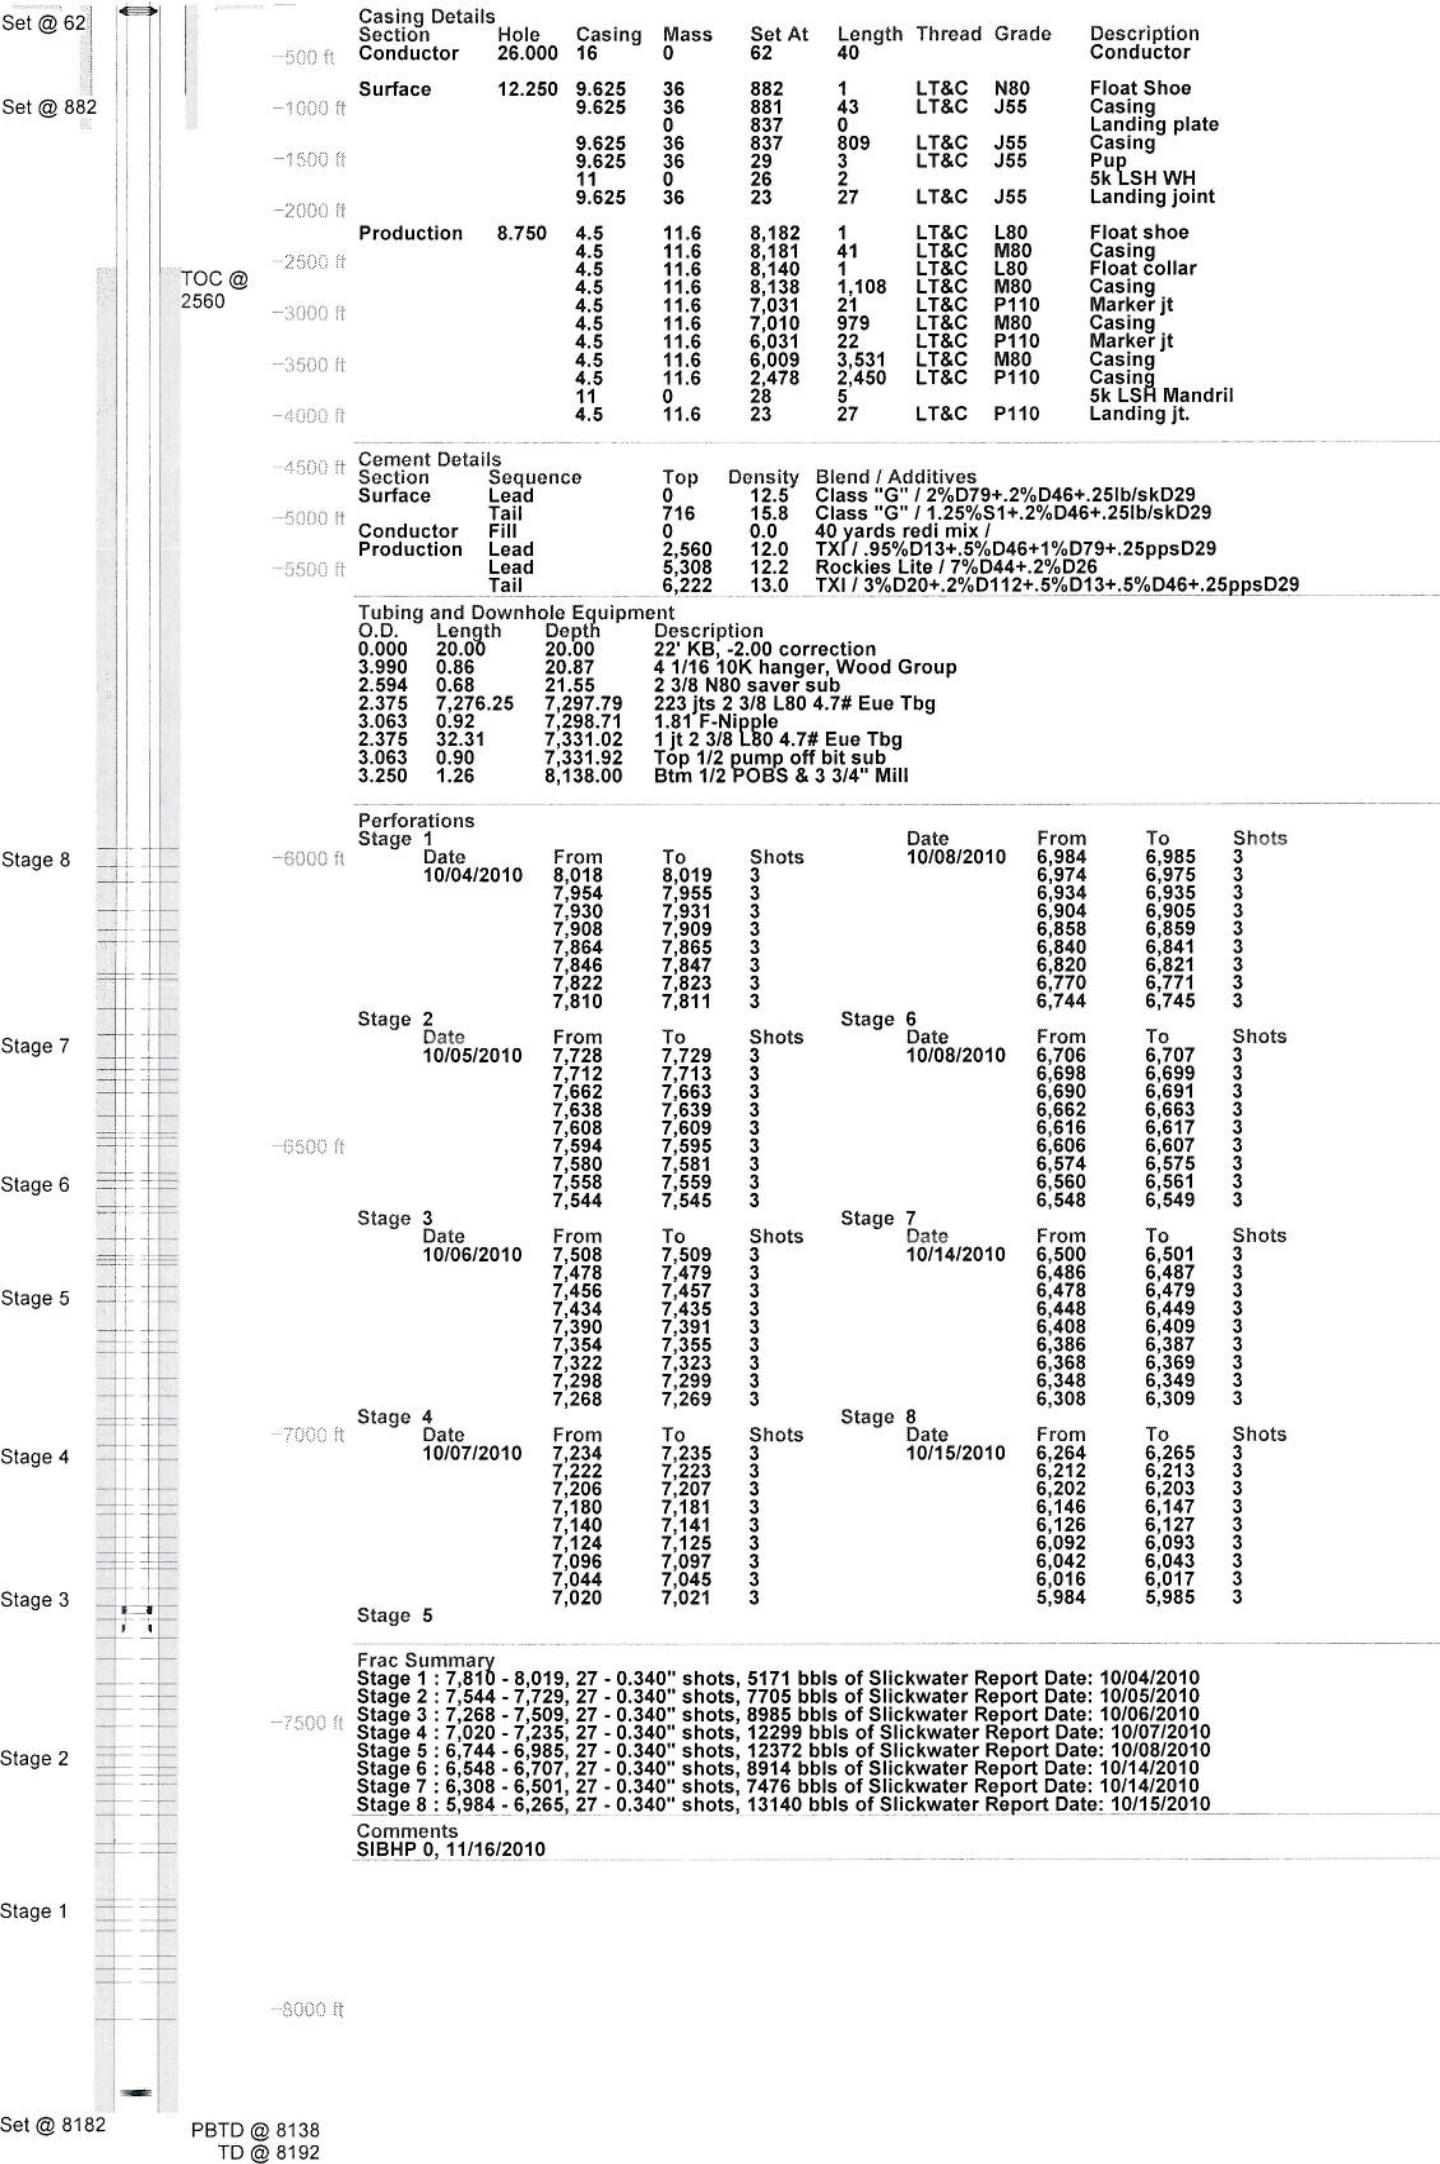 Set @ 62
Set @ 882
TOC @
2560
Stage 8
Stage 7
Stage 6
Stage 5
Stage 4
Stage 3
Stage 2
Stage 1
Set @ 8182
PBTD @ 8138
TD @ 8192
-500 ft
-1000 ft
-1500 ft
-2000 ft
-2500 ft
-3000 ft
-3500 ft
-4000 ft
-4500 ft
-5000 ft
-5500 ft
-6000 ft
-6500 ft
-7000 ft
-7500 ft
-8000 ft
Casing Details
Section Hole Casing Mass Set At Length Thread Grade Description
Conductor 26.000 16 0 62 40 Conductor
Surface 12.250 9.625 36 882 1 LT&C N80 Float Shoe
9.625 36 881 43 LT&C J55 Casing
0 837 0 Landing plate
9.625 36 837 809 LT&C J55 Casing
9.625 36 29 3 LT&C J55 Pup
11 0 26 2 5k LSH WH
9.625 36 23 27 LT&C J55 Landing joint
Production 8.750 4.5 11.6 8,182 1 LT&C L80 Float shoe
4.5 11.6 8,181 41 LT&C M80 Casing
4.5 11.6 8,140 1 LT&C L80 Float collar
4.5 11.6 8,138 1,108 LT&C M80 Casing
4.5 11.6 7,031 21 LT&C P110 Marker jt
4.5 11.6 7,010 979 LT&C M80 Casing
4.5 11.6 6,031 22 LT&C P110 Marker jt
4.5 11.6 6,009 3,531 LT&C M80 Casing
4.5 11.6 2,478 2,450 LT&C P110 Casing
11 0 28 5 5k LSH Mandril
4.5 11.6 23 27 LT&C P110 Landing jt.
Cement Details
Section Sequence Top Density Blend / Additives
Surface Lead 0 12.5 Class "G" / 2%D79+.2%D46+.25lb/skD29
Tail 716 15.8 Class "G" / 1.25%S1+.2%D46+.25lb/skD29
Conductor Fill 0 0.0 40 yards redi mix /
Production Lead 2,560 12.0 TXI / .95%D13+.5%D46+1%D79+.25ppsD29
Lead 5,308 12.2 Rockies Lite / 7%D44+.2%D26
Tail 6,222 13.0 TXI / 3%D20+.2%D112+.5%D13+.5%D46+.25ppsD29
Tubing and Downhole Equipment
O.D. Length Depth Description
0.000 20.00 20.00 22' KB, -2.00 correction
3.990 0.86 20.87 4 1/16 10K hanger, Wood Group
2.594 0.68 21.55 2 3/8 N80 saver sub
2.375 7,276.25 7,297.79 223 jts 2 3/8 L80 4.7# Eue Tbg
3.063 0.92 7,298.71 1.81 F-Nipple
2.375 32.31 7,331.02 1 jt 2 3/8 L80 4.7# Eue Tbg
3.063 0.90 7,331.92 Top 1/2 pump off bit sub
3.250 1.26 8,138.00 Btm 1/2 POBS & 3 3/4" Mill
Perforations
Stage 1
Date From To Shots
10/04/2010 8,018 8,019 3
7,954 7,955 3
7,930 7,931 3
7,908 7,909 3
7,864 7,865 3
7,846 7,847 3
7,822 7,823 3
7,810 7,811 3
Stage 2
Date From To Shots
10/05/2010 7,728 7,729 3
7,712 7,713 3
7,662 7,663 3
7,638 7,639 3
7,608 7,609 3
7,594 7,595 3
7,580 7,581 3
7,558 7,559 3
7,544 7,545 3
Stage 3
Date From To Shots
10/06/2010 7,508 7,509 3
7,478 7,479 3
7,456 7,457 3
7,434 7,435 3
7,390 7,391 3
7,354 7,355 3
7,322 7,323 3
7,298 7,299 3
7,268 7,269 3
Stage 4
Date From To Shots
10/07/2010 7,234 7,235 3
7,222 7,223 3
7,206 7,207 3
7,180 7,181 3
7,140 7,141 3
7,124 7,125 3
7,096 7,097 3
7,044 7,045 3
7,020 7,021 3
Stage 5
Date From To Shots
10/08/2010 6,984 6,985 3
6,974 6,975 3
6,934 6,935 3
6,904 6,905 3
6,858 6,859 3
6,840 6,841 3
6,820 6,821 3
6,770 6,771 3
6,744 6,745 3
Stage 6
Date From To Shots
10/08/2010 6,706 6,707 3
6,698 6,699 3
6,690 6,691 3
6,662 6,663 3
6,616 6,617 3
6,606 6,607 3
6,574 6,575 3
6,560 6,561 3
6,548 6,549 3
Stage 7
Date From To Shots
10/14/2010 6,500 6,501 3
6,486 6,487 3
6,478 6,479 3
6,448 6,449 3
6,408 6,409 3
6,386 6,387 3
6,368 6,369 3
6,348 6,349 3
6,308 6,309 3
Stage 8
Date From To Shots
10/15/2010 6,264 6,265 3
6,212 6,213 3
6,202 6,203 3
6,146 6,147 3
6,126 6,127 3
6,092 6,093 3
6,042 6,043 3
6,016 6,017 3
5,984 5,985 3
Frac Summary
Stage 1 : 7,810 - 8,019, 27 - 0.340" shots, 5171 bbls of Slickwater Report Date: 10/04/2010
Stage 2 : 7,544 - 7,729, 27 - 0.340" shots, 7705 bbls of Slickwater Report Date: 10/05/2010
Stage 3 : 7,268 - 7,509, 27 - 0.340" shots, 8985 bbls of Slickwater Report Date: 10/06/2010
Stage 4 : 7,020 - 7,235, 27 - 0.340" shots, 12299 bbls of Slickwater Report Date: 10/07/2010
Stage 5 : 6,744 - 6,985, 27 - 0.340" shots, 12372 bbls of Slickwater Report Date: 10/08/2010
Stage 6 : 6,548 - 6,707, 27 - 0.340" shots, 8914 bbls of Slickwater Report Date: 10/14/2010
Stage 7 : 6,308 - 6,501, 27 - 0.340" shots, 7476 bbls of Slickwater Report Date: 10/14/2010
Stage 8 : 5,984 - 6,265, 27 - 0.340" shots, 13140 bbls of Slickwater Report Date: 10/15/2010
Comments
SIBHP 0, 11/16/2010